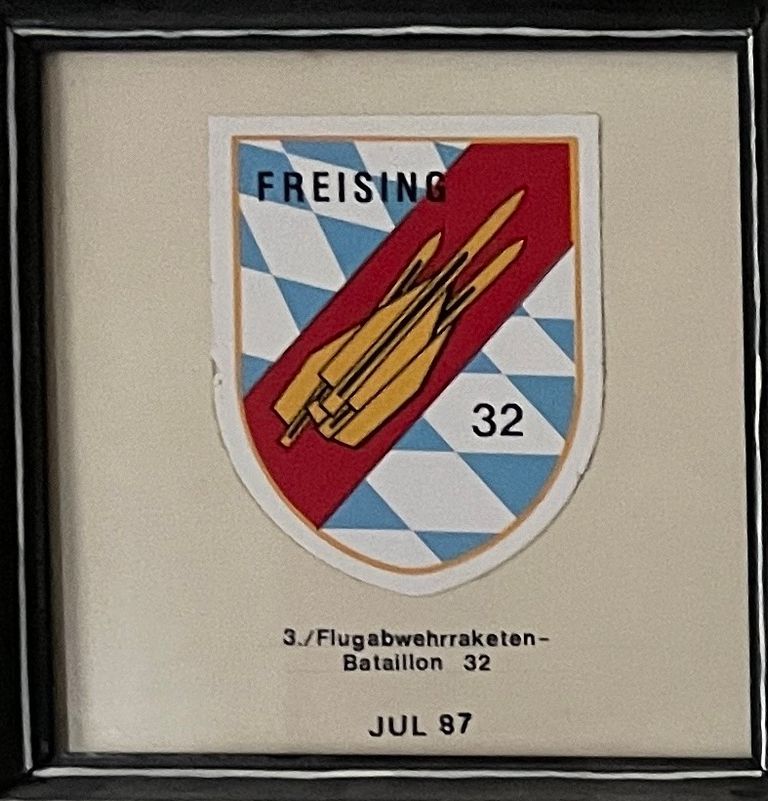 FREISING
32
3./Flugabwehrraketen-
Bataillon 32
JUL 87